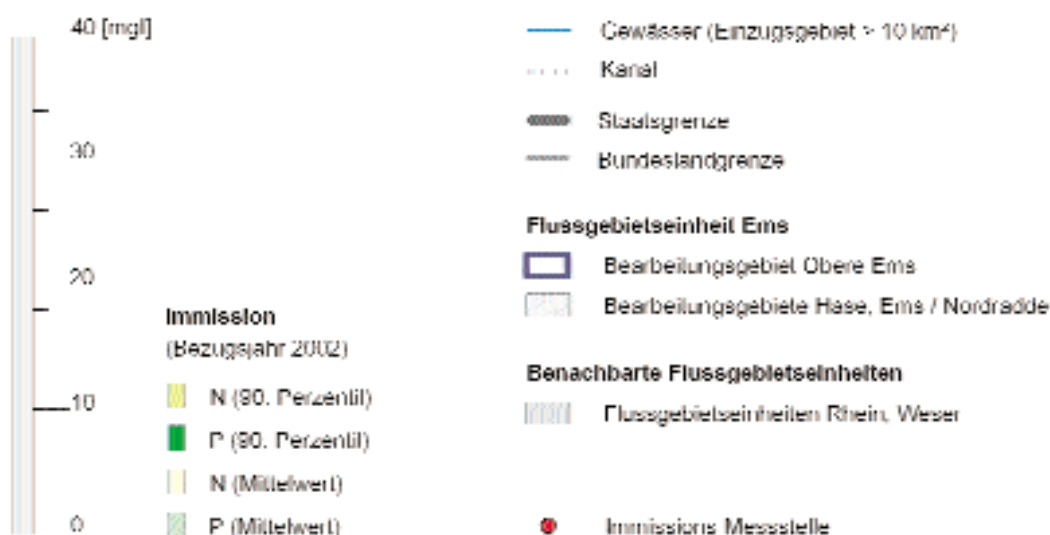 40 [mgl]
30
20
10
0
Immission
(Bezugsjahr 2002)
N (90. Perzentil)
P (90. Perzentil)
N (Mittelwert)
P (Mittelwert)
Gewässer (Einzugsgebiet > 10 km²)
Kanal
Staatsgrenze
Bundeslandgrenze
Flussgebietseinheit Ems
Bearbeitungsgebiet Obere Ems
Bearbeitungsgebiete Hase, Ems / Nordradde
Benachbarte Flussgebietseinheiten
Flussgebietseinheiten Rhein, Weser
Immissions Messstelle